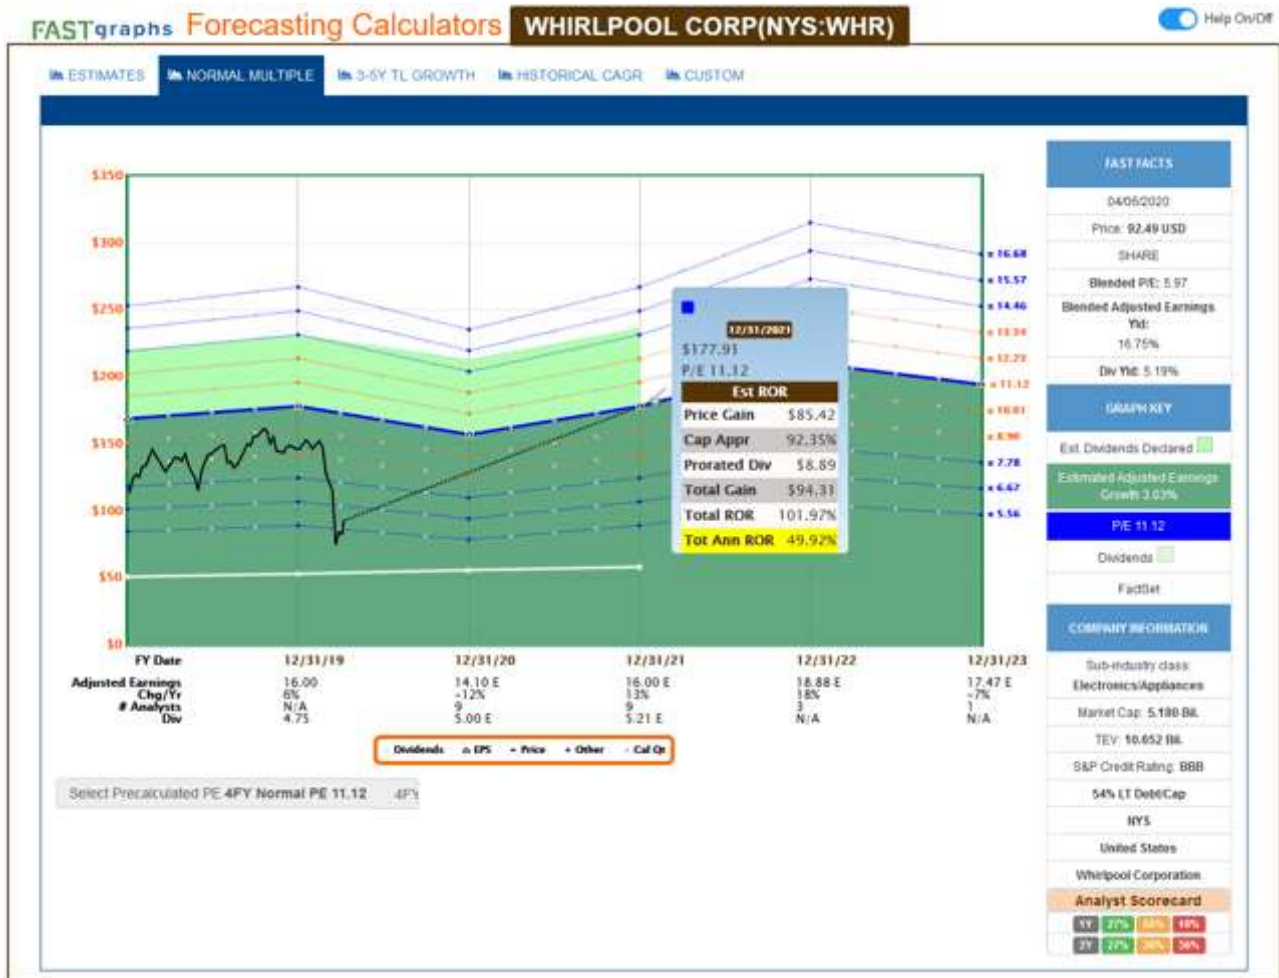 FASTgraphs Forecasting Calculators WHIRLPOOL CORP(NYS:WHR) Help On/Off
ESTIMATES NORMAL MULTIPLE 3-5Y TL GROWTH HISTORICAL CAGR CUSTOM
$350
$300
$250
$200
$150
$100
$50
$0
x 16.68
x 15.57
x 14.46
x 13.34
x 12.23
x 11.12
x 10.01
x 8.90
x 7.78
x 6.67
x 5.56
12/31/2021
$177.91
P/E 11.12
Est ROR
Price Gain $85.42
Cap Appr 92.35%
Prorated Div $8.89
Total Gain $94.31
Total ROR 101.97%
Tot Ann ROR 49.92%
FY Date 12/31/19 12/31/20 12/31/21 12/31/22 12/31/23
Adjusted Earnings 16.00 14.10 E 16.00 E 18.88 E 17.47 E
Chg/Yr 6% -12% 13% 18% -7%
# Analysts N/A 9 9 3 1
Div 4.75 5.00 E 5.21 E N/A N/A
Dividends EPS Price Other Cal Qt
Select Precalculated PE 4FY Normal PE 11.12 4FY
FAST FACTS
04/06/2020
Price: 92.49 USD
SHARE
Blended P/E: 5.97
Blended Adjusted Earnings
Yld:
16.75%
Div Yld: 5.19%
GRAPH KEY
Est. Dividends Declared
Estimated Adjusted Earnings
Growth 3.03%
P/E 11.12
Dividends
FactSet
COMPANY INFORMATION
Sub-industry class:
Electronics/Appliances
Market Cap: 5.180 Bil.
TEV: 10.052 Bil.
S&P Credit Rating: BBB
54% LT Debt/Cap
NYS
United States
Whirlpool Corporation
Analyst Scorecard
1Y 27% 18%
2Y 27% 36% 36%